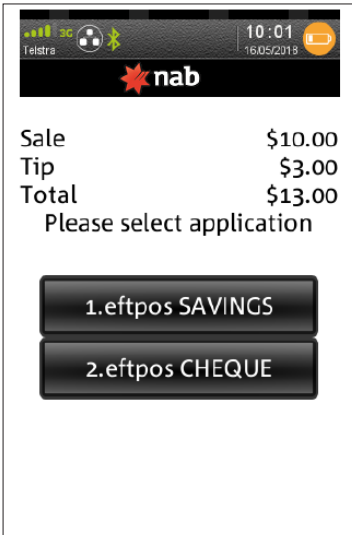 3G
10:01
Telstra
16/05/2018
nab
Sale $10.00
Tip $3.00
Total $13.00
Please select application
1.eftpos SAVINGS
2.eftpos CHEQUE